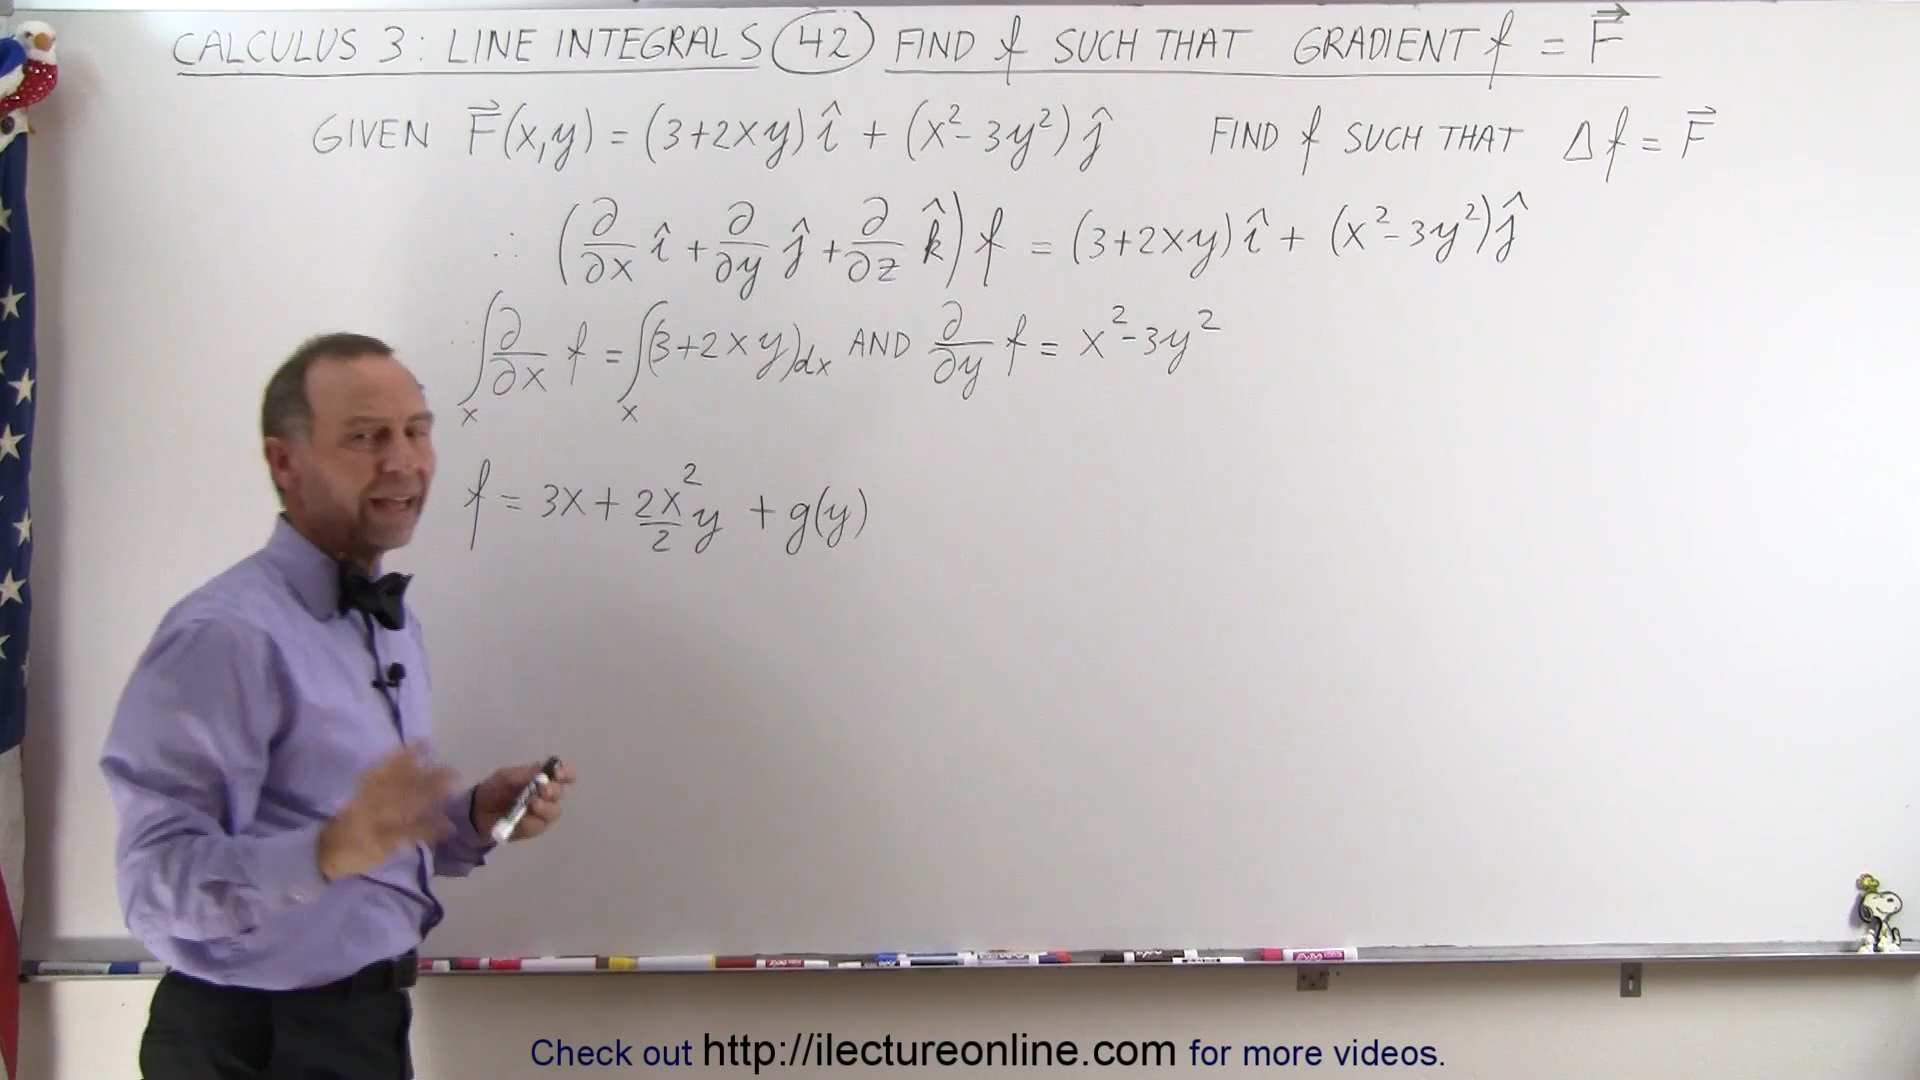 CALCULUS 3: LINE INTEGRALS 42 FIND f SUCH THAT GRADIENT f = F⃗
GIVEN F⃗(x,y) = (3+2xy) î + (x²-3y²) ĵ FIND f SUCH THAT Δf = F⃗
∴ (∂/∂x î + ∂/∂y ĵ + ∂/∂z k̂) f = (3+2xy) î + (x²-3y²) ĵ
∫ₓ ∂/∂x f = ∫ₓ (3+2xy)dx AND ∂/∂y f = x²-3y²
f = 3x + 2x²/2 y + g(y)
Check out http://ilectureonline.com for more videos.